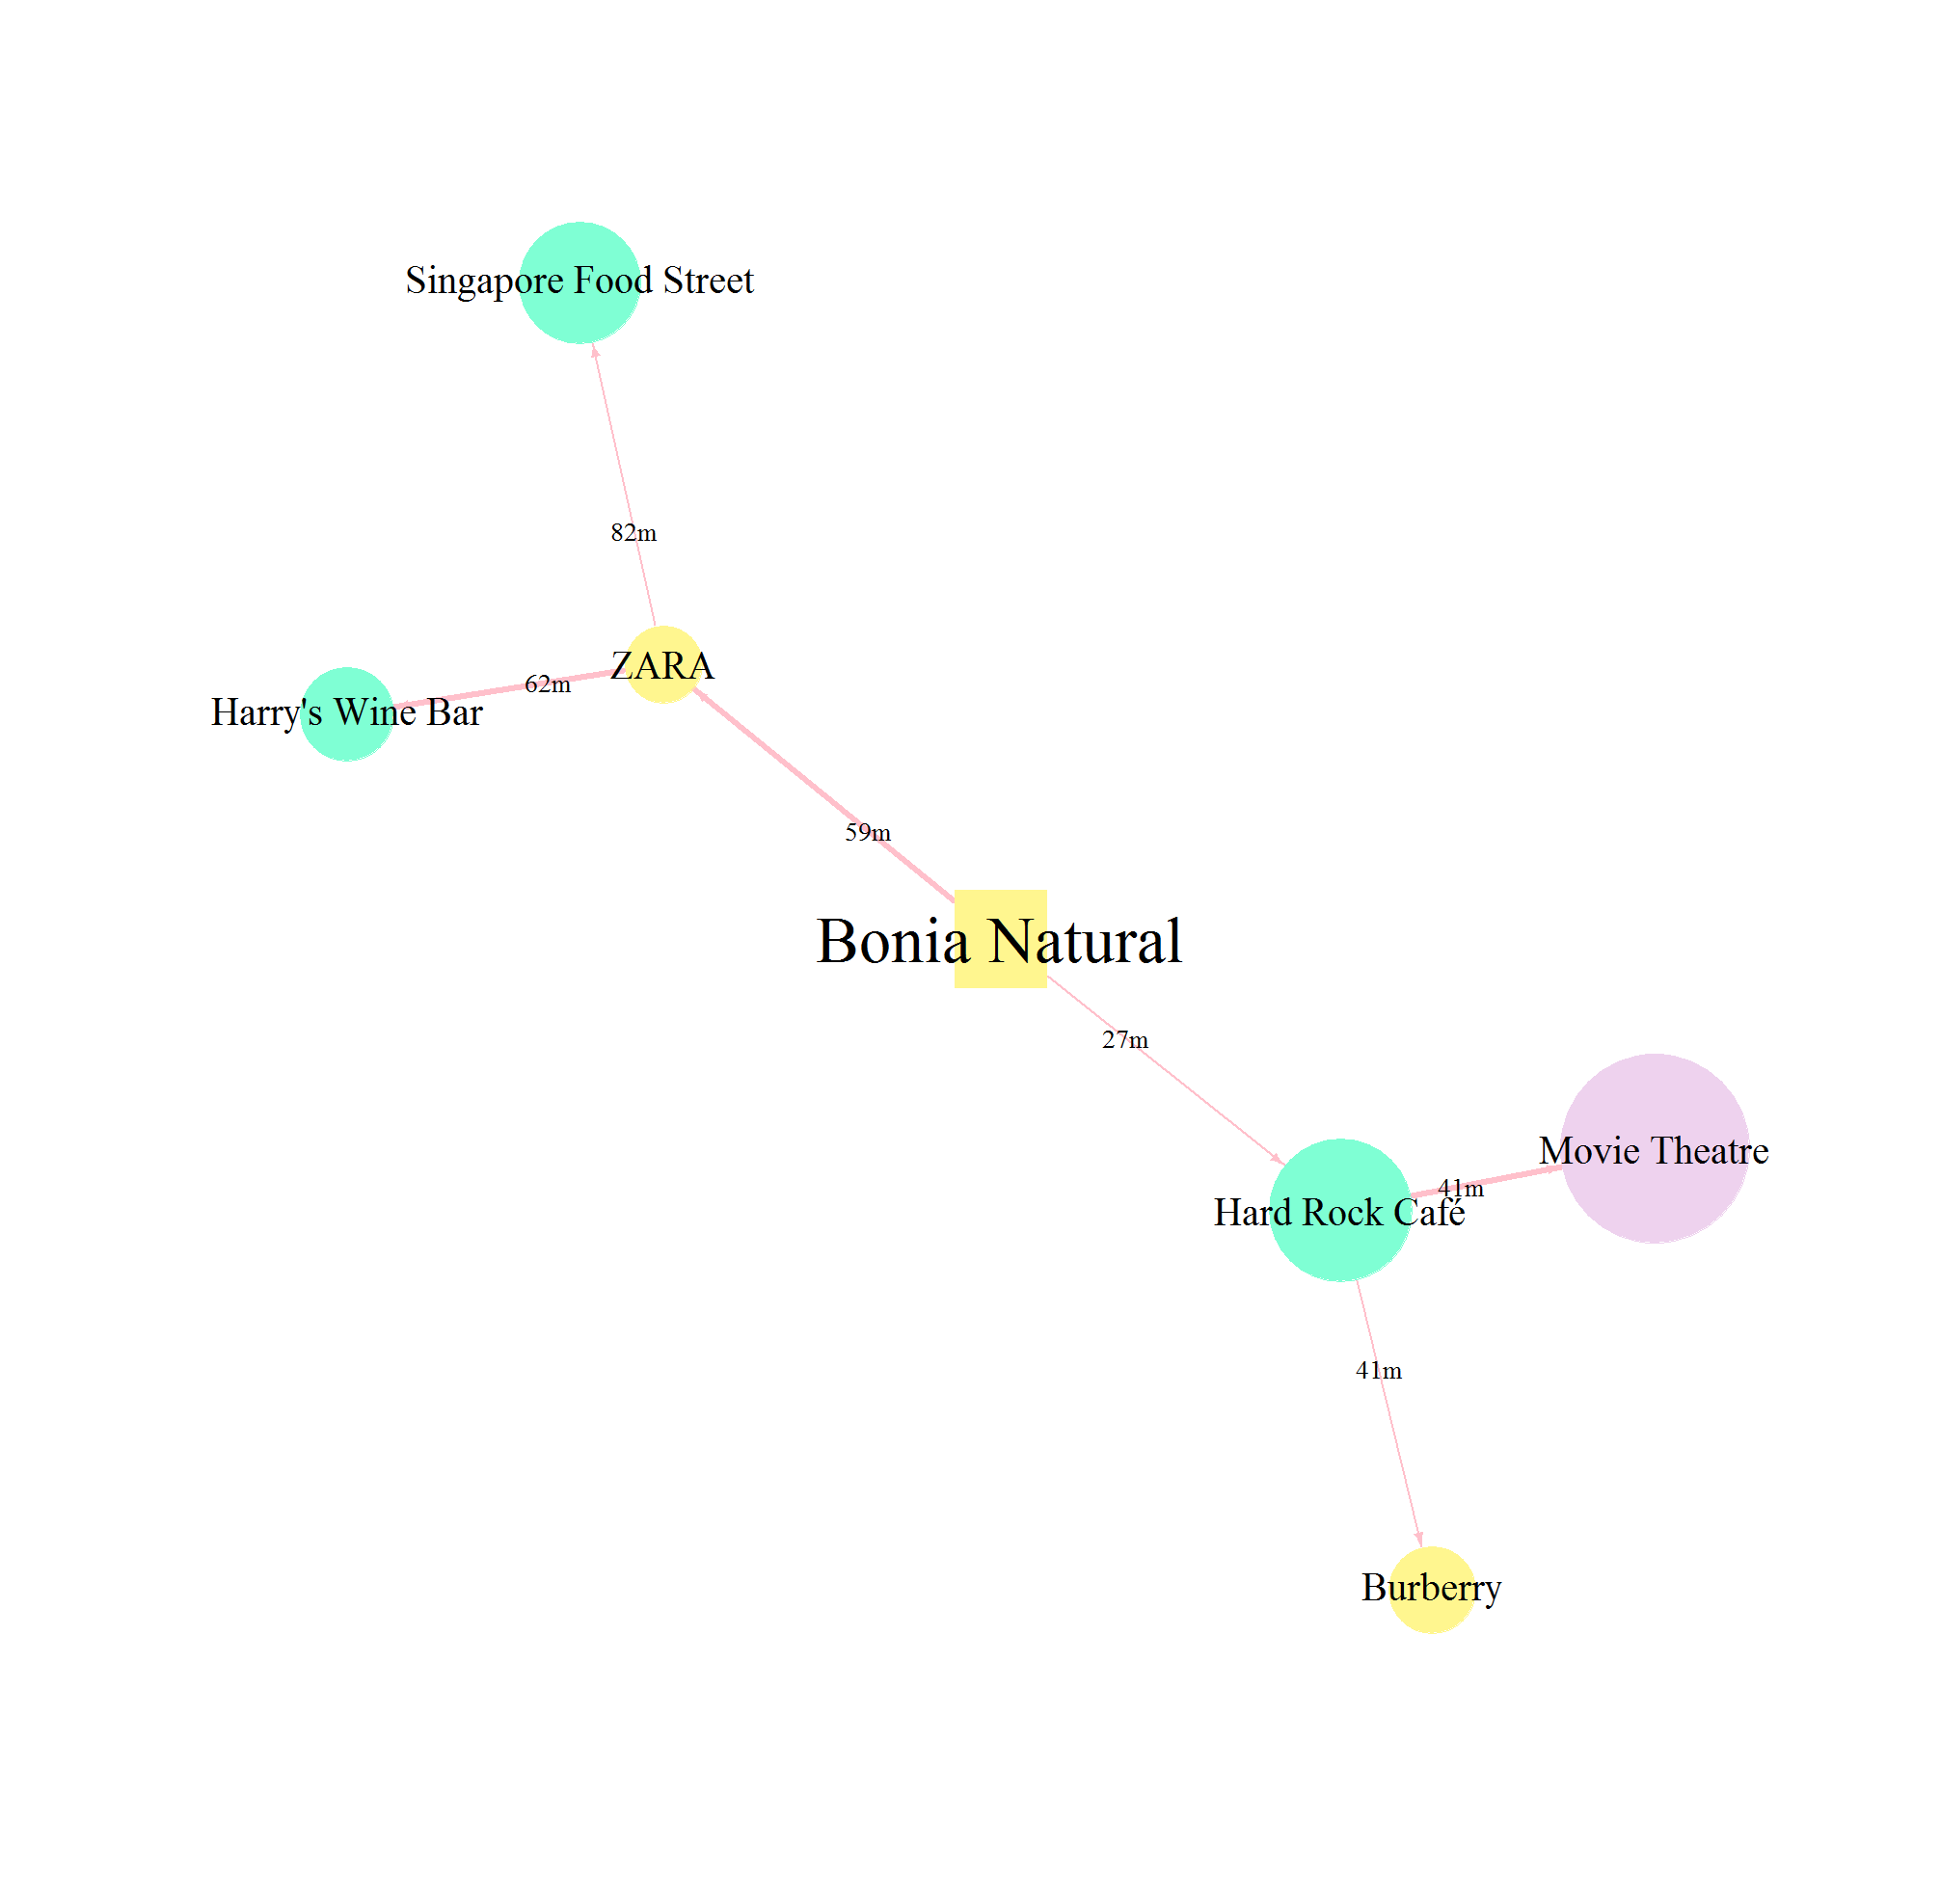 Singapore Food Street
82m
ZARA
62m
Harry's Wine Bar
59m
Bonia Natural
27m
Movie Theatre
41m
Hard Rock Café
41m
Burberry